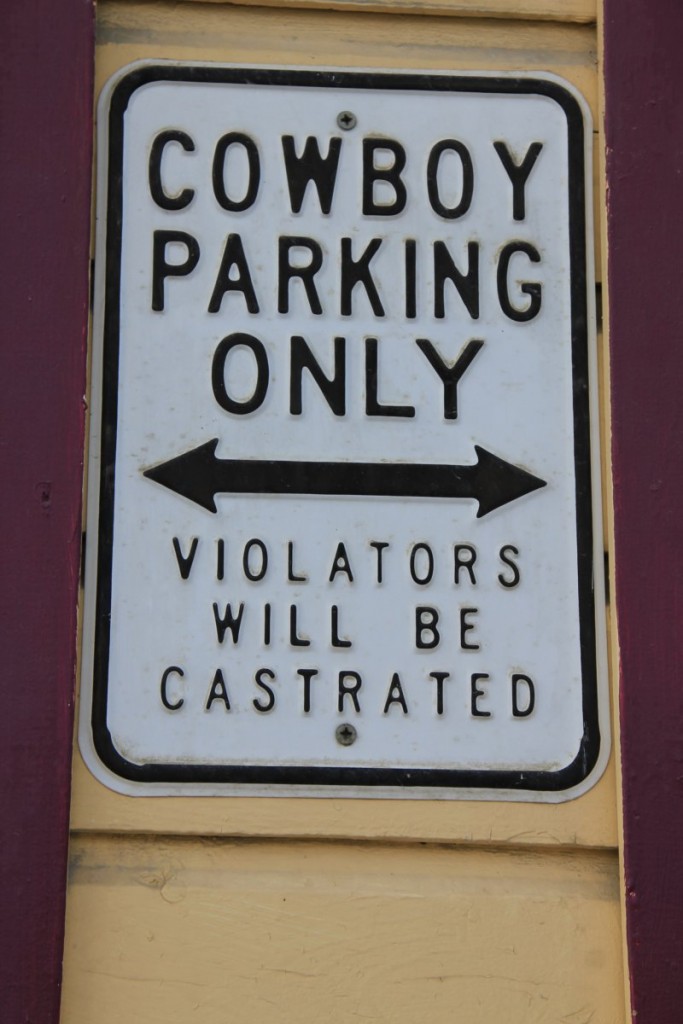 COWBOY
PARKING
ONLY
VIOLATORS
WILL BE
CASTRATED